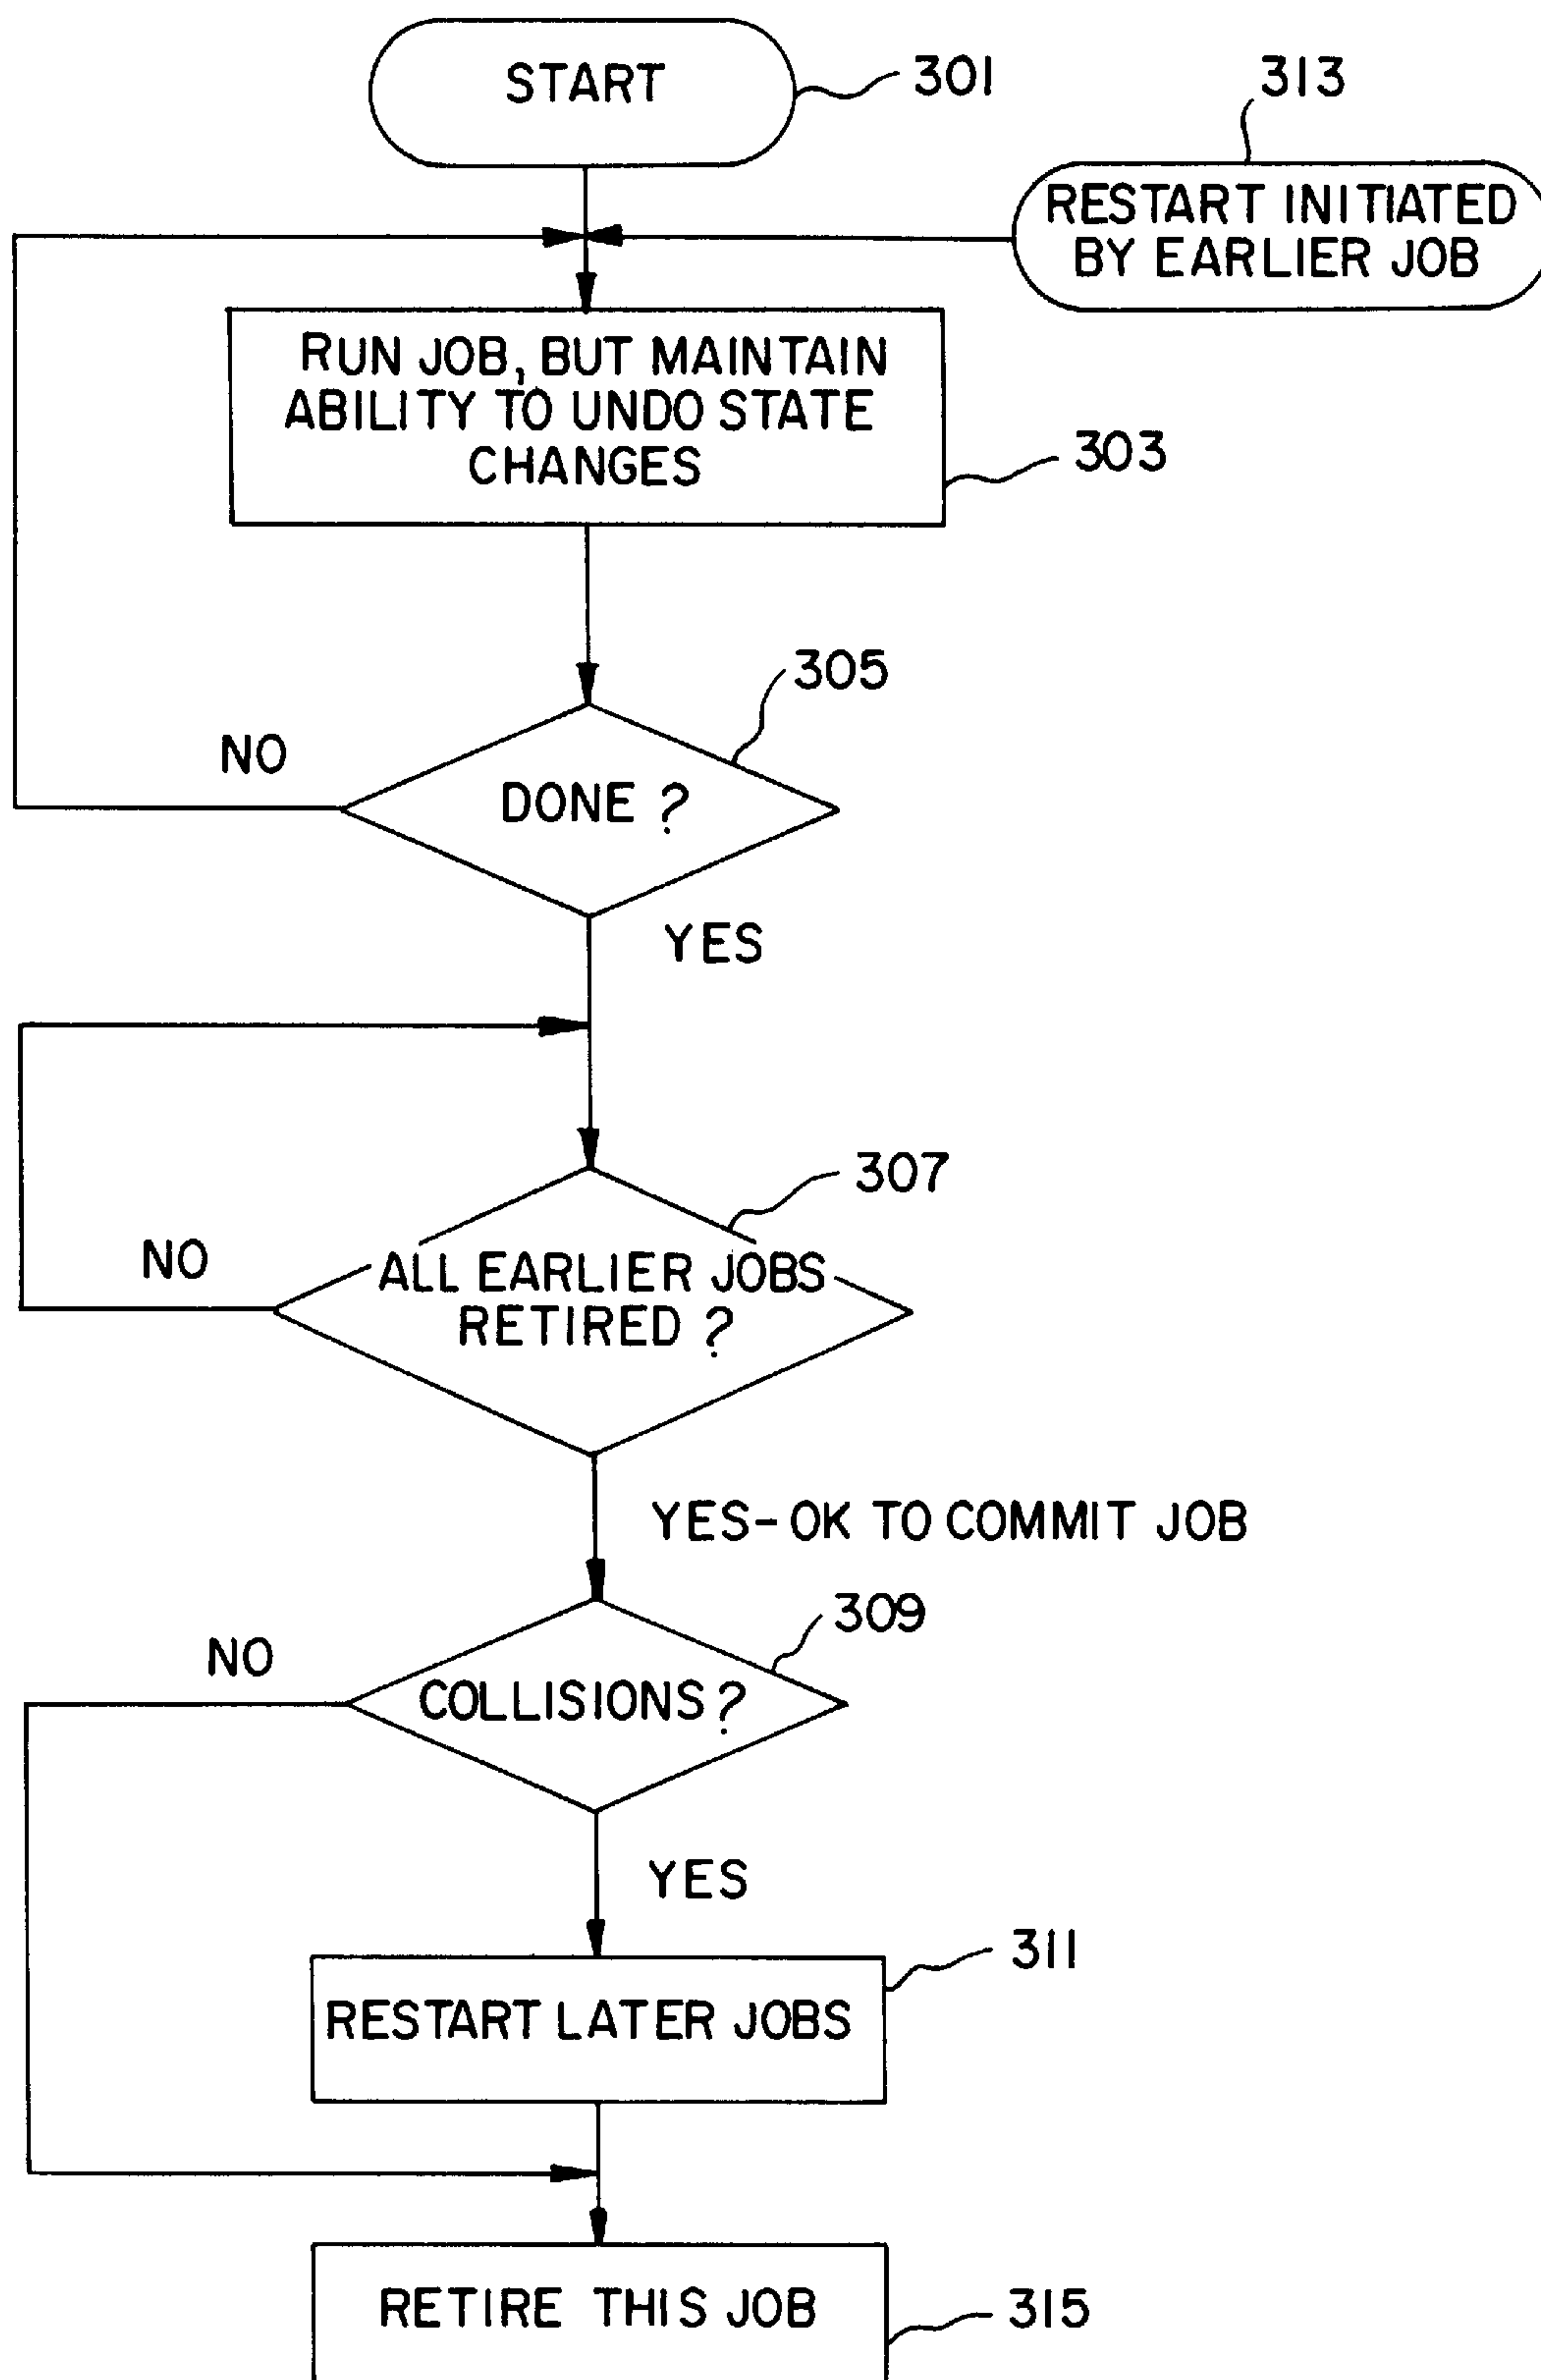 START
301
313
RESTART INITIATED
BY EARLIER JOB
RUN JOB, BUT MAINTAIN
ABILITY TO UNDO STATE
CHANGES
303
305
NO
DONE ?
YES
307
NO
ALL EARLIER JOBS
RETIRED ?
YES-OK TO COMMIT JOB
309
NO
COLLISIONS ?
YES
311
RESTART LATER JOBS
RETIRE THIS JOB
315